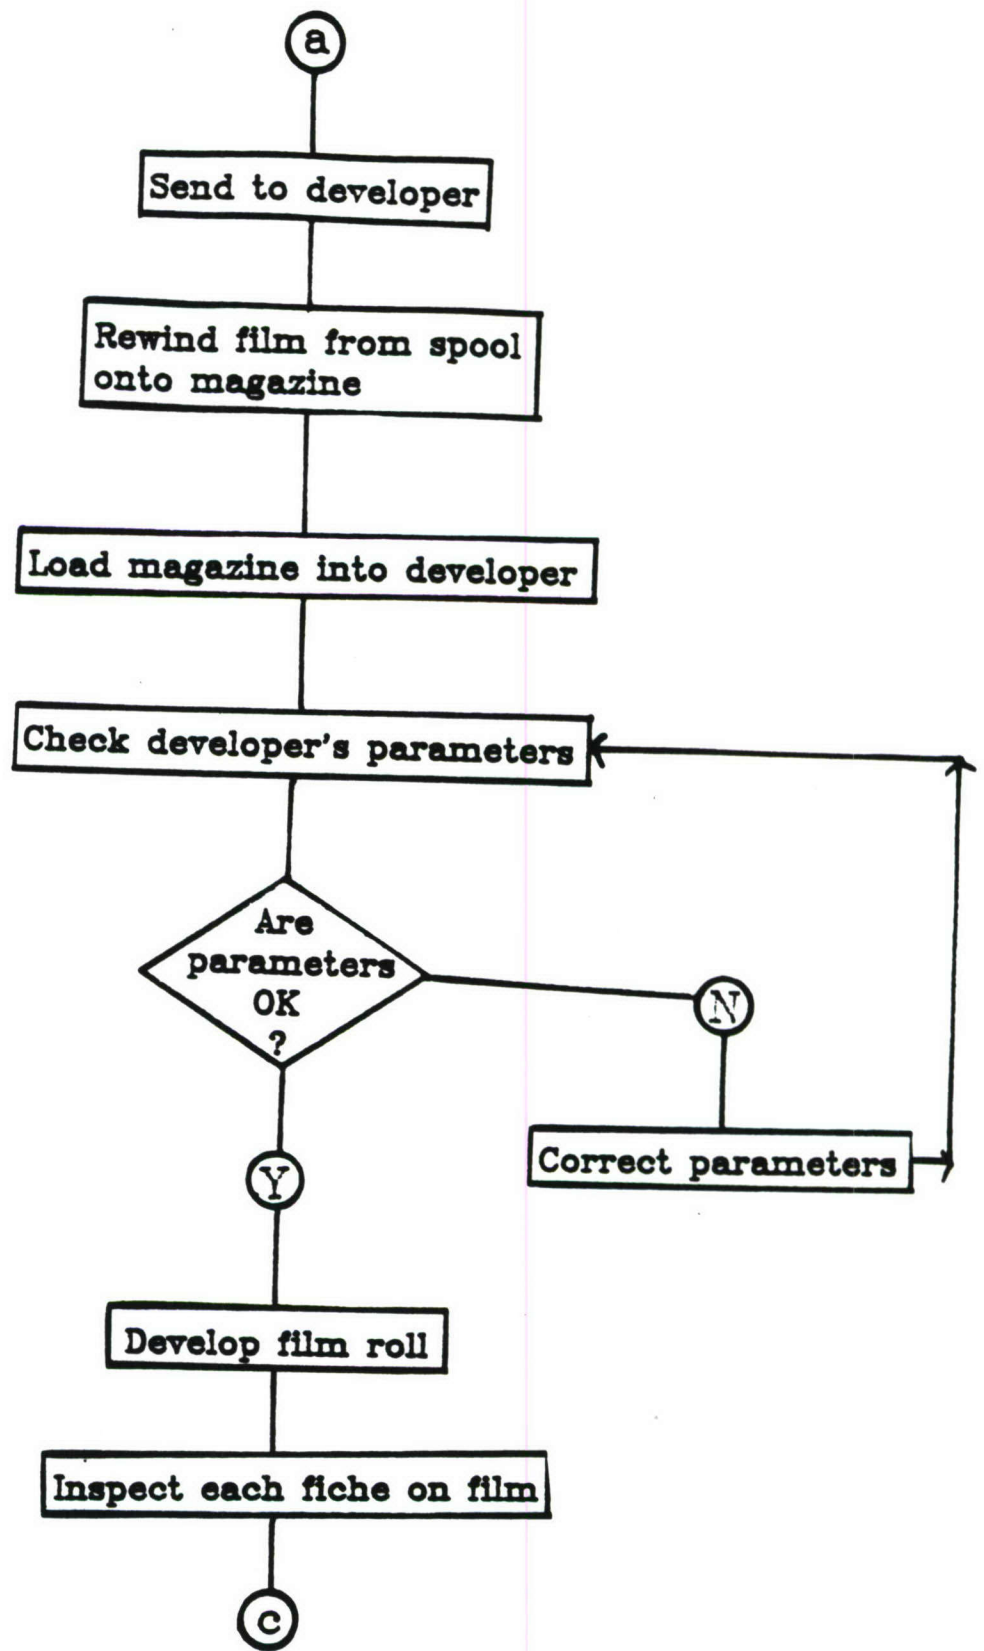 a
Send to developer
Rewind film from spool
onto magazine
Load magazine into developer
Check developer's parameters
Are
parameters
OK
?
N
Correct parameters
Y
Develop film roll
Inspect each fiche on film
c